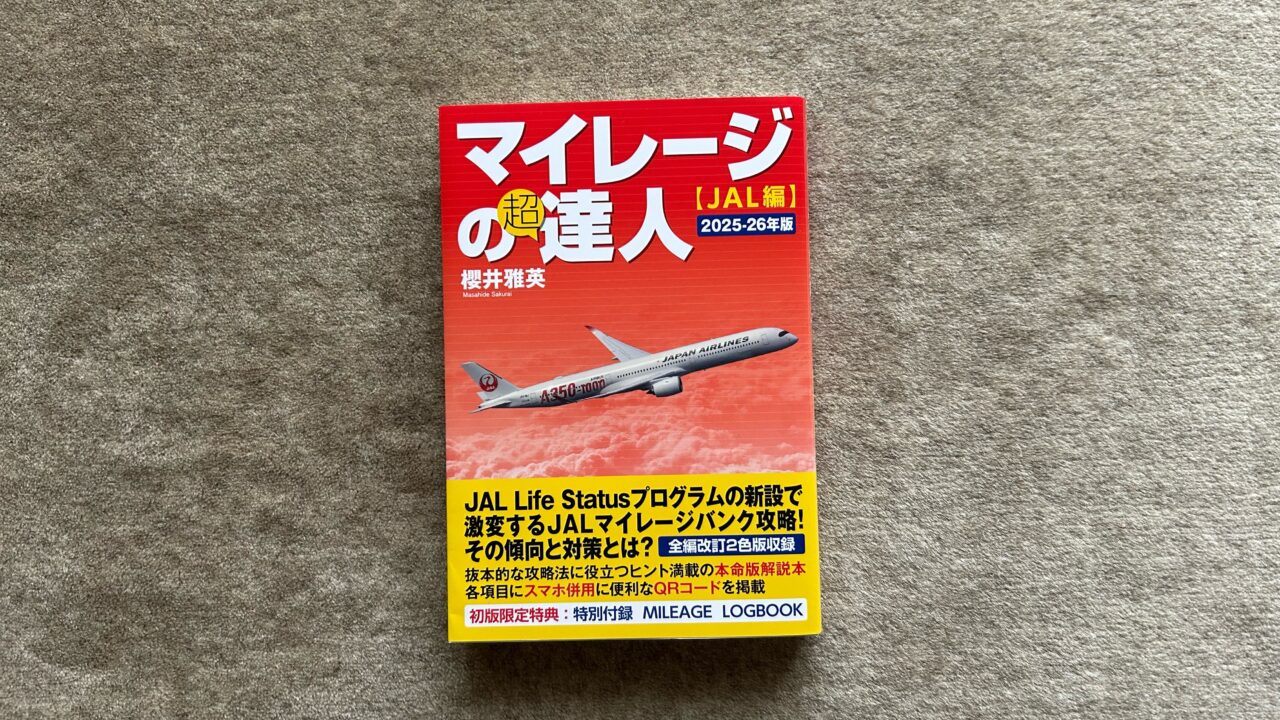 マイレージ
の超達人
【JAL編】
2025-26年版
櫻井雅英
Masahide Sakurai
JAPAN AIRLINES
A350-1000
JAL Life Statusプログラムの新設で
激変するJALマイレージバンク攻略!
その傾向と対策とは? 全編改訂2色版収録
抜本的な攻略法に役立つヒント満載の本命版解説本
各項目にスマホ併用に便利なQRコードを掲載
初版限定特典:特別付録 MILEAGE LOGBOOK